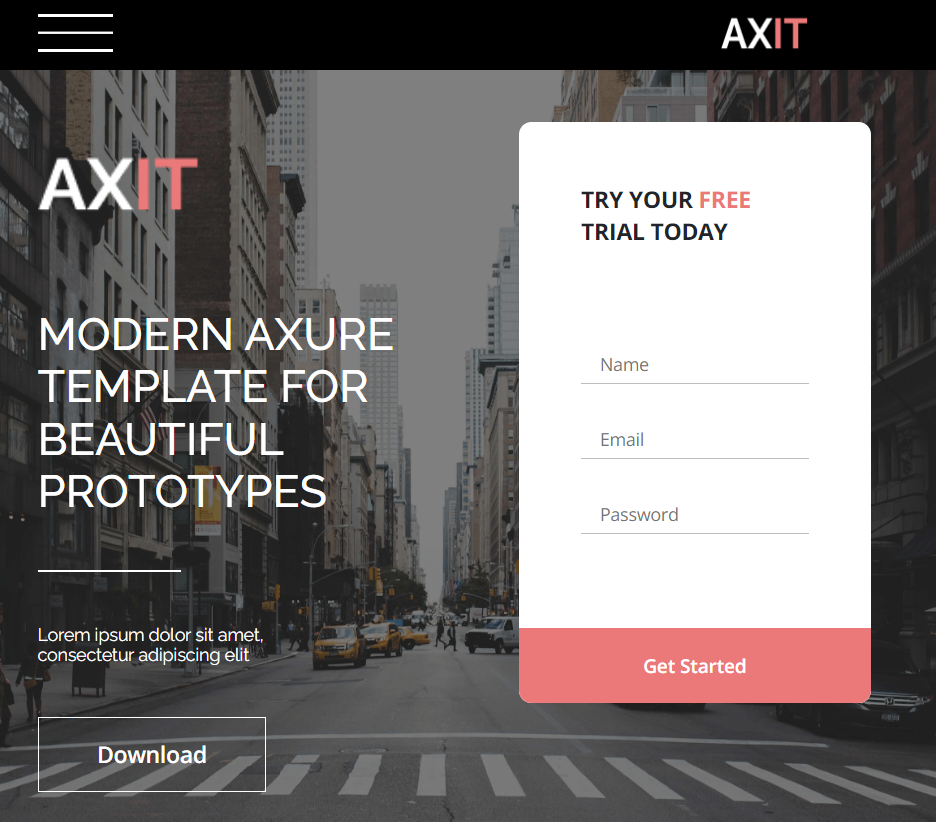 AXIT
AXIT
MODERN AXURE
TEMPLATE FOR
BEAUTIFUL
PROTOTYPES
Lorem ipsum dolor sit amet,
consectetur adipiscing elit
Download
TRY YOUR FREE
TRIAL TODAY
Name
Email
Password
Get Started